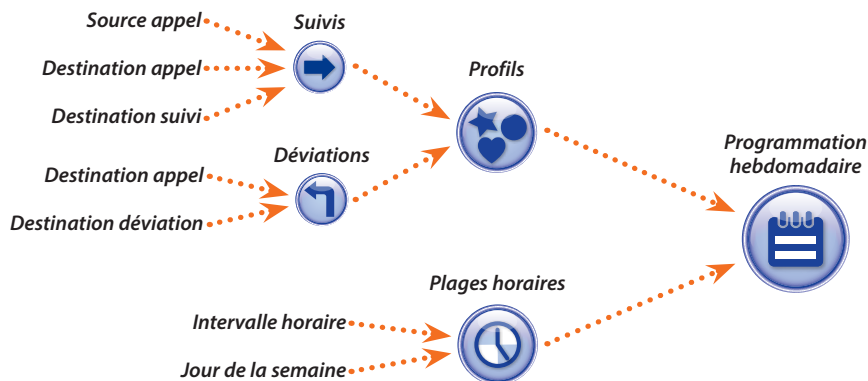 Source appel
Suivis
Destination appel
Destination suivi
Profils
Déviations
Destination appel
Destination déviation
Programmation
hebdomadaire
Plages horaires
Intervalle horaire
Jour de la semaine